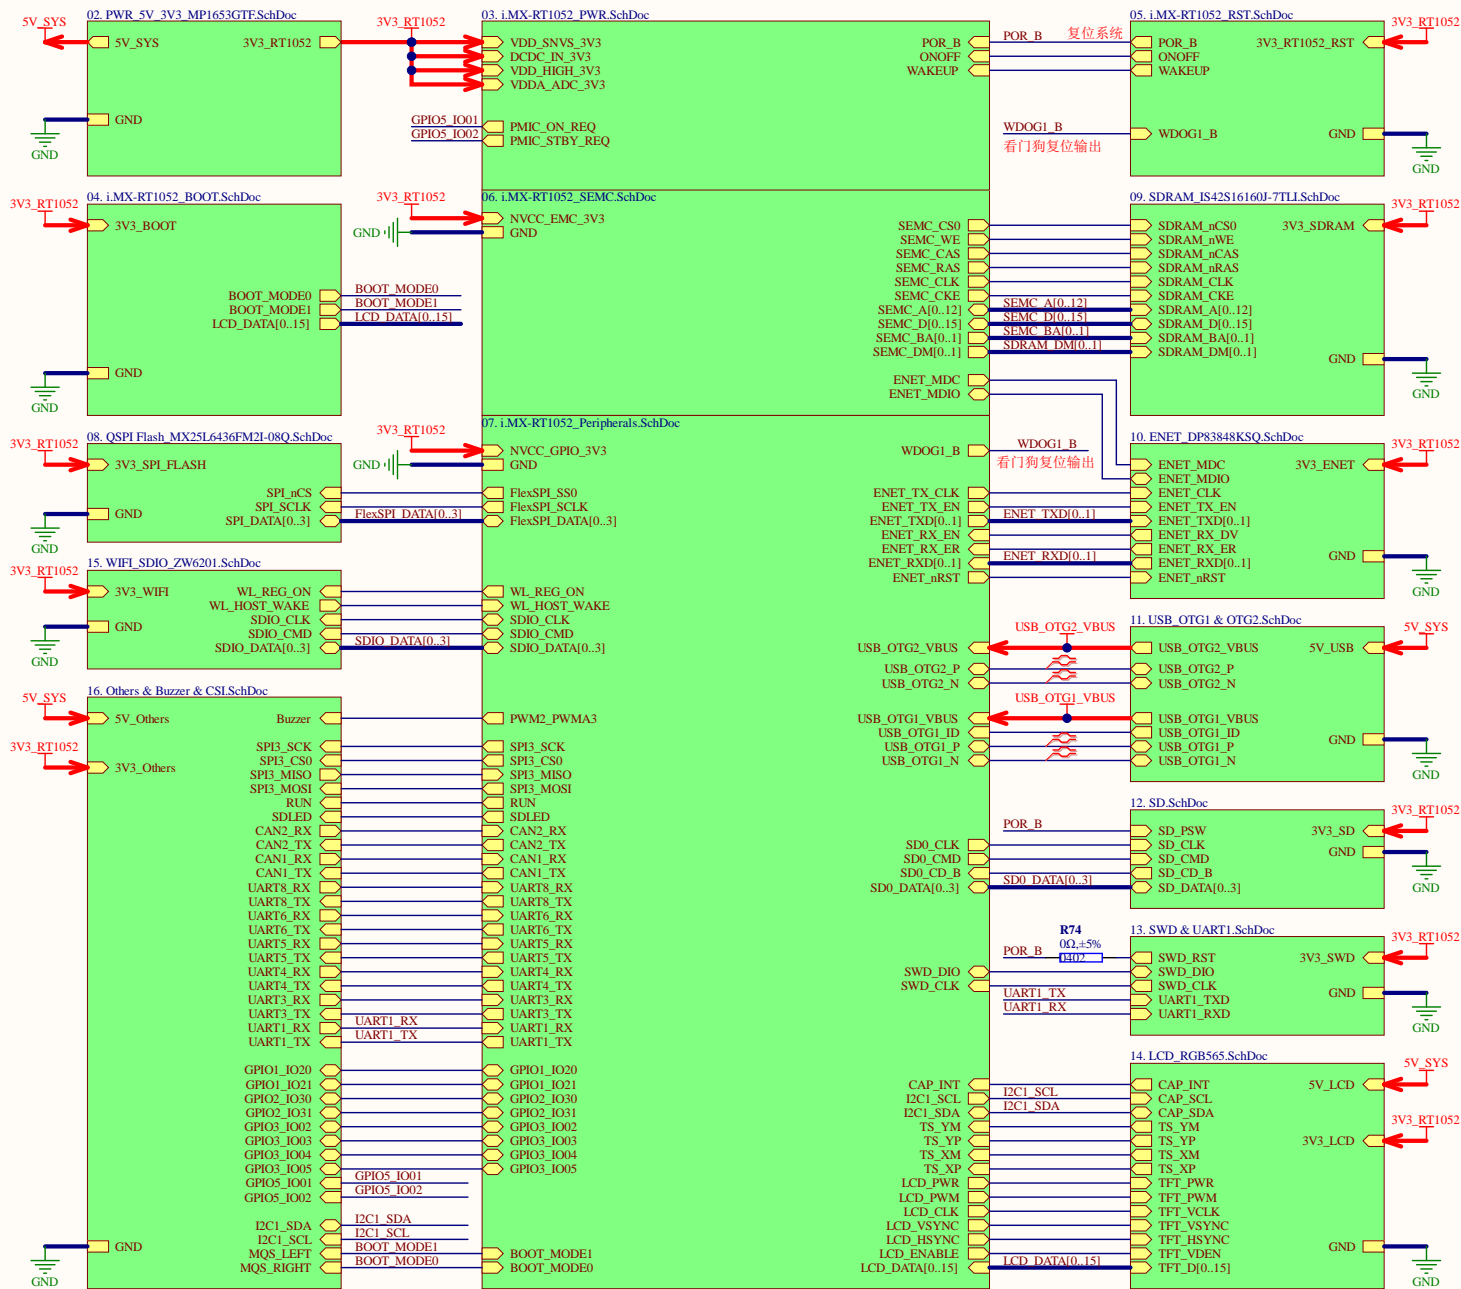 02. PWR_5V_3V3_MP1653GTF.SchDoc
5V_SYS
5V_SYS
3V3_RT1052
GND
GND
3V3_RT1052
03. i.MX-RT1052_PWR.SchDoc
VDD_SNVS_3V3
DCDC_IN_3V3
VDD_HIGH_3V3
VDDA_ADC_3V3
GPIO5_IO01
PMIC_ON_REQ
GPIO5_IO02
PMIC_STBY_REQ
POR_B
ONOFF
WAKEUP
POR_B
复位系统
WDOG1_B
看门狗复位输出
05. i.MX-RT1052_RST.SchDoc
POR_B
ONOFF
WAKEUP
WDOG1_B
3V3_RT1052_RST
3V3_RT1052
GND
GND
04. i.MX-RT1052_BOOT.SchDoc
3V3_RT1052
3V3_BOOT
BOOT_MODE0
BOOT_MODE1
LCD_DATA[0..15]
BOOT_MODE0
BOOT_MODE1
LCD_DATA[0..15]
GND
GND
3V3_RT1052
GND
06. i.MX-RT1052_SEMC.SchDoc
NVCC_EMC_3V3
GND
SEMC_CS0
SEMC_WE
SEMC_CAS
SEMC_RAS
SEMC_CLK
SEMC_CKE
SEMC_A[0..12]
SEMC_D[0..15]
SEMC_BA[0..1]
SEMC_DM[0..1]
ENET_MDC
ENET_MDIO
SEMC_A[0..12]
SEMC_D[0..15]
SEMC_BA[0..1]
SDRAM_DM[0..1]
09. SDRAM_IS42S16160J-7TLI.SchDoc
SDRAM_nCS0
SDRAM_nWE
SDRAM_nCAS
SDRAM_nRAS
SDRAM_CLK
SDRAM_CKE
SDRAM_A[0..12]
SDRAM_D[0..15]
SDRAM_BA[0..1]
SDRAM_DM[0..1]
3V3_SDRAM
3V3_RT1052
GND
GND
08. QSPI Flash_MX25L6436FM2I-08Q.SchDoc
3V3_RT1052
3V3_SPI_FLASH
SPI_nCS
SPI_SCLK
SPI_DATA[0..3]
FlexSPI_DATA[0..3]
GND
GND
3V3_RT1052
GND
07. i.MX-RT1052_Peripherals.SchDoc
NVCC_GPIO_3V3
GND
FlexSPI_SS0
FlexSPI_SCLK
FlexSPI_DATA[0..3]
WDOG1_B
WDOG1_B
看门狗复位输出
ENET_TX_CLK
ENET_TX_EN
ENET_TXD[0..1]
ENET_RX_EN
ENET_RX_ER
ENET_RXD[0..1]
ENET_nRST
ENET_TXD[0..1]
ENET_RXD[0..1]
10. ENET_DP83848KSQ.SchDoc
ENET_MDC
ENET_MDIO
ENET_CLK
ENET_TX_EN
ENET_TXD[0..1]
ENET_RX_DV
ENET_RX_ER
ENET_RXD[0..1]
ENET_nRST
3V3_ENET
3V3_RT1052
GND
GND
15. WIFI_SDIO_ZW6201.SchDoc
3V3_RT1052
3V3_WIFI
GND
GND
WL_REG_ON
WL_HOST_WAKE
SDIO_CLK
SDIO_CMD
SDIO_DATA[0..3]
SDIO_DATA[0..3]
WL_REG_ON
WL_HOST_WAKE
SDIO_CLK
SDIO_CMD
SDIO_DATA[0..3]
USB_OTG2_VBUS
USB_OTG2_P
USB_OTG2_N
USB_OTG1_VBUS
USB_OTG1_ID
USB_OTG1_P
USB_OTG1_N
USB_OTG2_VBUS
USB_OTG1_VBUS
11. USB_OTG1 & OTG2.SchDoc
USB_OTG2_VBUS
USB_OTG2_P
USB_OTG2_N
USB_OTG1_VBUS
USB_OTG1_ID
USB_OTG1_P
USB_OTG1_N
5V_USB
5V_SYS
GND
GND
16. Others & Buzzer & CSI.SchDoc
5V_SYS
5V_Others
3V3_RT1052
3V3_Others
Buzzer
SPI3_SCK
SPI3_CS0
SPI3_MISO
SPI3_MOSI
RUN
SDLED
CAN2_RX
CAN2_TX
CAN1_RX
CAN1_TX
UART8_RX
UART8_TX
UART6_RX
UART6_TX
UART5_RX
UART5_TX
UART4_RX
UART4_TX
UART3_RX
UART3_TX
UART1_RX
UART1_TX
UART1_RX
UART1_TX
GPIO1_IO20
GPIO1_IO21
GPIO2_IO30
GPIO2_IO31
GPIO3_IO02
GPIO3_IO03
GPIO3_IO04
GPIO3_IO05
GPIO5_IO01
GPIO5_IO02
GPIO5_IO01
GPIO5_IO02
I2C1_SDA
I2C1_SCL
MQS_LEFT
MQS_RIGHT
I2C1_SDA
I2C1_SCL
BOOT_MODE1
BOOT_MODE0
GND
GND
PWM2_PWMA3
SPI3_SCK
SPI3_CS0
SPI3_MISO
SPI3_MOSI
RUN
SDLED
CAN2_RX
CAN2_TX
CAN1_RX
CAN1_TX
UART8_RX
UART8_TX
UART6_RX
UART6_TX
UART5_RX
UART5_TX
UART4_RX
UART4_TX
UART3_RX
UART3_TX
UART1_RX
UART1_TX
GPIO1_IO20
GPIO1_IO21
GPIO2_IO30
GPIO2_IO31
GPIO3_IO02
GPIO3_IO03
GPIO3_IO04
GPIO3_IO05
BOOT_MODE1
BOOT_MODE0
SD0_CLK
SD0_CMD
SD0_CD_B
SD0_DATA[0..3]
POR_B
SD0_DATA[0..3]
12. SD.SchDoc
SD_PSW
SD_CLK
SD_CMD
SD_CD_B
SD_DATA[0..3]
3V3_SD
3V3_RT1052
GND
GND
SWD_DIO
SWD_CLK
R74
0Ω,±5%
0402
POR_B
UART1_TX
UART1_RX
13. SWD & UART1.SchDoc
SWD_RST
SWD_DIO
SWD_CLK
UART1_TXD
UART1_RXD
3V3_SWD
3V3_RT1052
GND
GND
CAP_INT
I2C1_SCL
I2C1_SDA
TS_YM
TS_YP
TS_XM
TS_XP
LCD_PWR
LCD_PWM
LCD_CLK
LCD_VSYNC
LCD_HSYNC
LCD_ENABLE
LCD_DATA[0..15]
I2C1_SCL
I2C1_SDA
LCD_DATA[0..15]
14. LCD_RGB565.SchDoc
CAP_INT
CAP_SCL
CAP_SDA
TS_YM
TS_YP
TS_XM
TS_XP
TFT_PWR
TFT_PWM
TFT_VCLK
TFT_VSYNC
TFT_HSYNC
TFT_VDEN
TFT_D[0..15]
5V_LCD
5V_SYS
3V3_LCD
3V3_RT1052
GND
GND